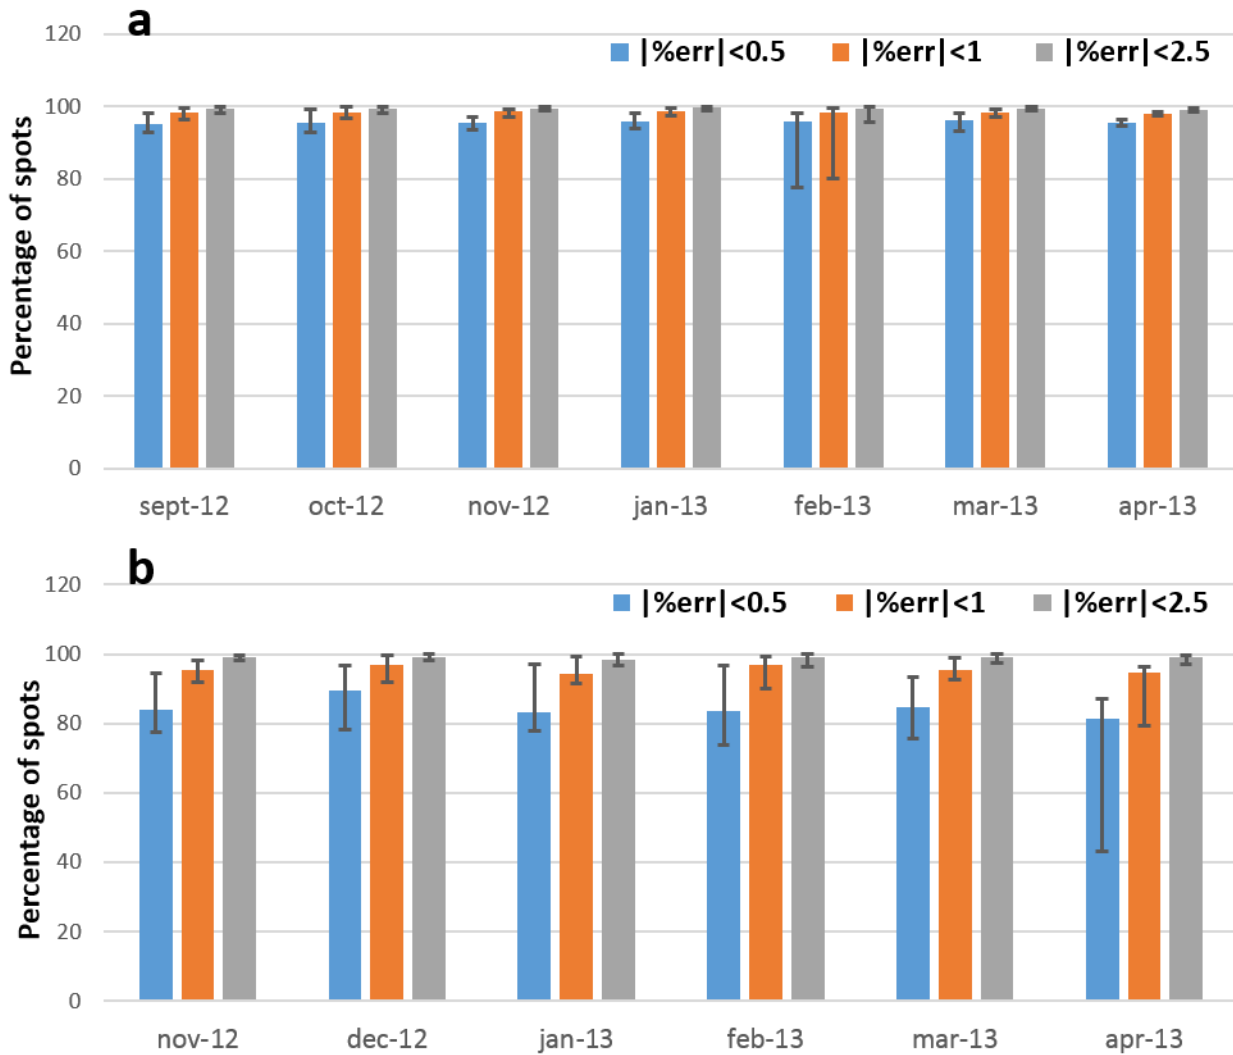 a
120
|%err|<0.5 |%err|<1 |%err|<2.5
100
80
60
40
20
0
Percentage of spots
sept-12 oct-12 nov-12 jan-13 feb-13 mar-13 apr-13
b
120
|%err|<0.5 |%err|<1 |%err|<2.5
100
80
60
40
20
0
Percentage of spots
nov-12 dec-12 jan-13 feb-13 mar-13 apr-13